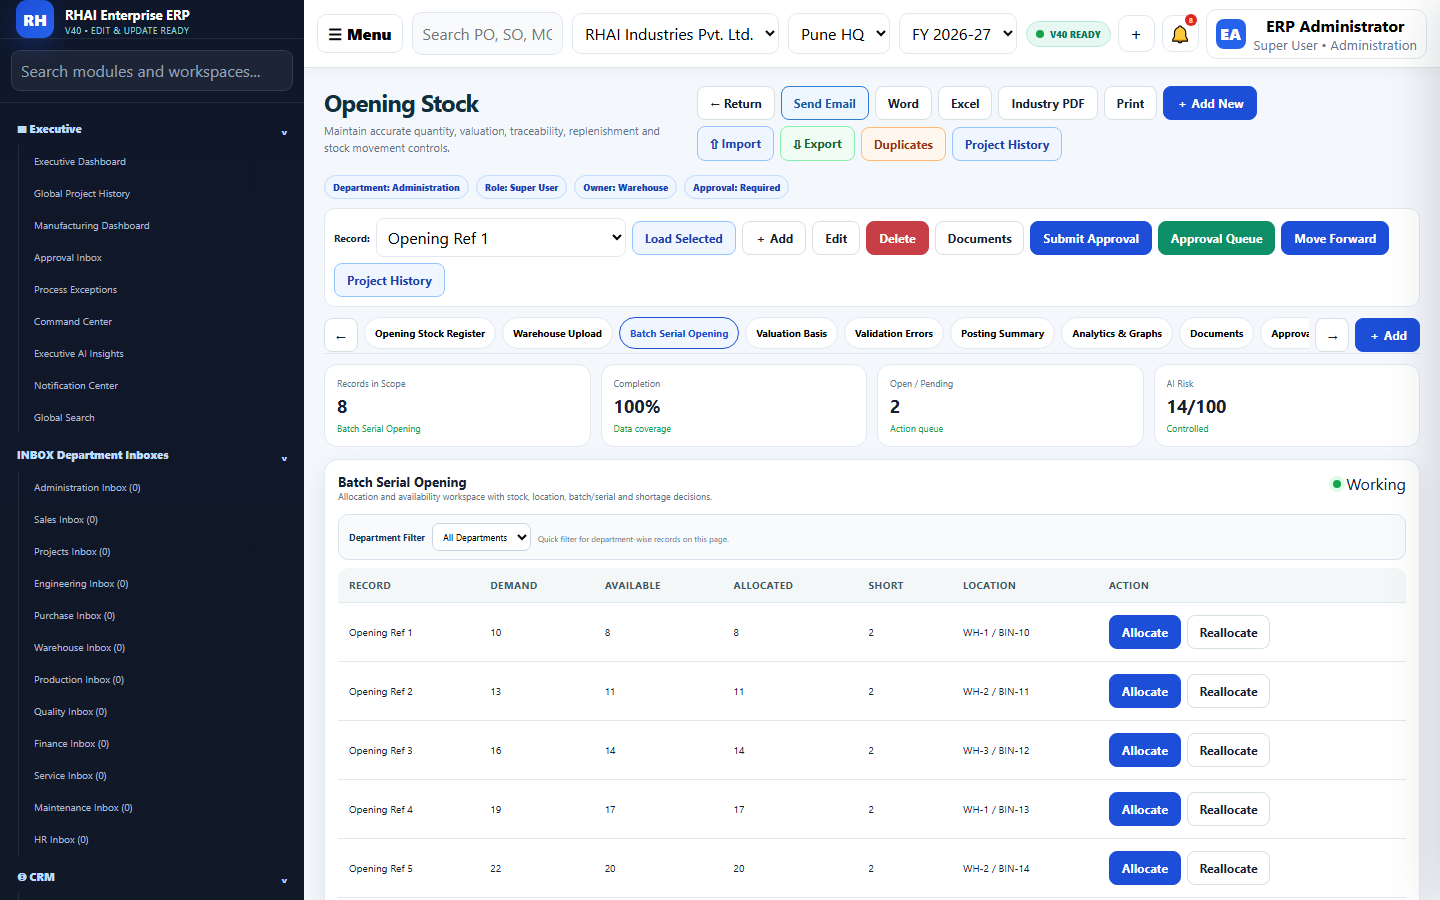 RH
RHAI Enterprise ERP
V40 • EDIT & UPDATE READY
Search modules and workspaces...
Executive
Executive Dashboard
Global Project History
Manufacturing Dashboard
Approval Inbox
Process Exceptions
Command Center
Executive AI Insights
Notification Center
Global Search
INBOX Department Inboxes
Administration Inbox (0)
Sales Inbox (0)
Projects Inbox (0)
Engineering Inbox (0)
Purchase Inbox (0)
Warehouse Inbox (0)
Production Inbox (0)
Quality Inbox (0)
Finance Inbox (0)
Service Inbox (0)
Maintenance Inbox (0)
HR Inbox (0)
CRM
☰ Menu
Search PO, SO, MC
RHAI Industries Pvt. Ltd.
Pune HQ
FY 2026-27
V40 READY
+
8
EA
ERP Administrator
Super User • Administration
Opening Stock
Maintain accurate quantity, valuation, traceability, replenishment and
stock movement controls.
← Return
Send Email
Word
Excel
Industry PDF
Print
+ Add New
⇧ Import
⇩ Export
Duplicates
Project History
Department: Administration
Role: Super User
Owner: Warehouse
Approval: Required
Record:
Opening Ref 1
Load Selected
+ Add
Edit
Delete
Documents
Submit Approval
Approval Queue
Move Forward
Project History
←
Opening Stock Register
Warehouse Upload
Batch Serial Opening
Valuation Basis
Validation Errors
Posting Summary
Analytics & Graphs
Documents
Approva
→
+ Add
Records in Scope
8
Batch Serial Opening
Completion
100%
Data coverage
Open / Pending
2
Action queue
AI Risk
14/100
Controlled
Batch Serial Opening
Allocation and availability workspace with stock, location, batch/serial and shortage decisions.
Working
Department Filter
All Departments
Quick filter for department-wise records on this page.
RECORD DEMAND AVAILABLE ALLOCATED SHORT LOCATION ACTION
Opening Ref 1 10 8 8 2 WH-1 / BIN-10 Allocate Reallocate
Opening Ref 2 13 11 11 2 WH-2 / BIN-11 Allocate Reallocate
Opening Ref 3 16 14 14 2 WH-3 / BIN-12 Allocate Reallocate
Opening Ref 4 19 17 17 2 WH-1 / BIN-13 Allocate Reallocate
Opening Ref 5 22 20 20 2 WH-2 / BIN-14 Allocate Reallocate